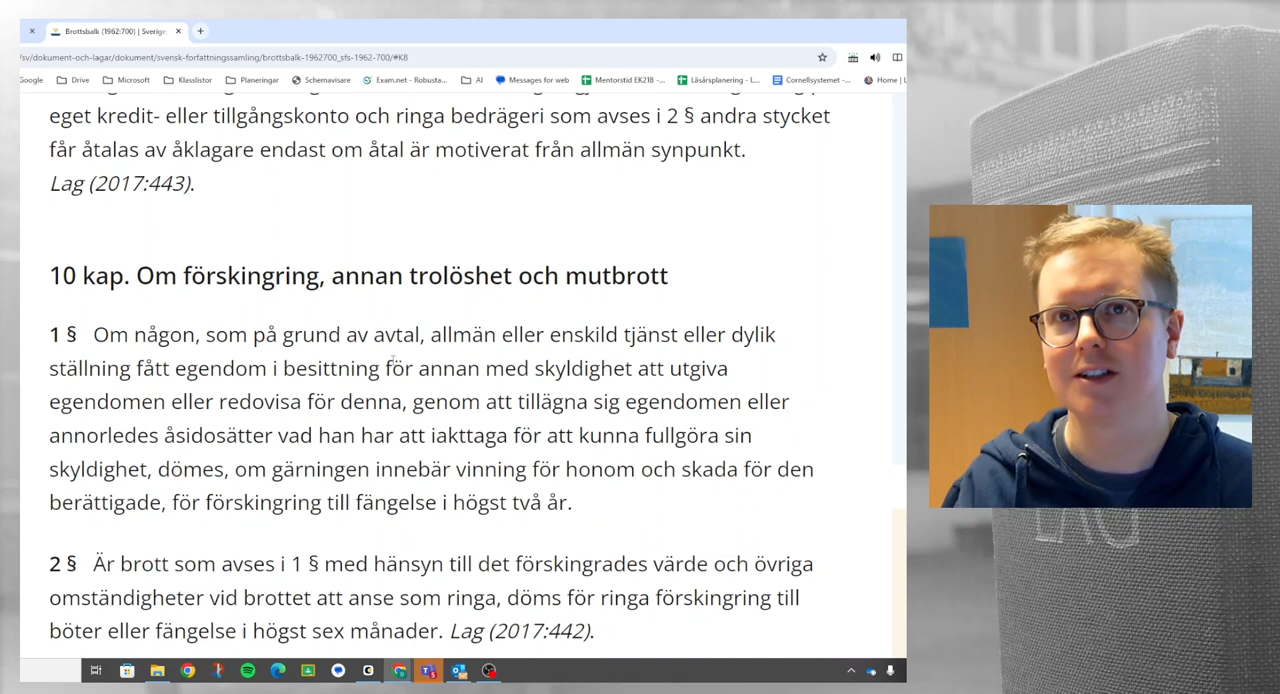 Brottsbalk (1962:700) | Sverige
/sv/dokument-och-lagar/dokument/svensk-forfattningssamling/brottsbalk-1962700_sfs-1962-700/#K8
Google Drive Microsoft Klasslistor Planeringar Schemavisare Exam.net - Robusta... AI Messages for web Mentorstid EK21B -... Läsårsplanering - L... Cornellsystemet -... Home | L
eget kredit- eller tillgångskonto och ringa bedrägeri som avses i 2 § andra stycket
får åtalas av åklagare endast om åtal är motiverat från allmän synpunkt.
Lag (2017:443).
10 kap. Om förskingring, annan trolöshet och mutbrott
1 § Om någon, som på grund av avtal, allmän eller enskild tjänst eller dylik
ställning fått egendom i besittning för annan med skyldighet att utgiva
egendomen eller redovisa för denna, genom att tillägna sig egendomen eller
annorledes åsidosätter vad han har att iakttaga för att kunna fullgöra sin
skyldighet, dömes, om gärningen innebär vinning för honom och skada för den
berättigade, för förskingring till fängelse i högst två år.
2 § Är brott som avses i 1 § med hänsyn till det förskingrades värde och övriga
omständigheter vid brottet att anse som ringa, döms för ringa förskingring till
böter eller fängelse i högst sex månader. Lag (2017:442).
LAG